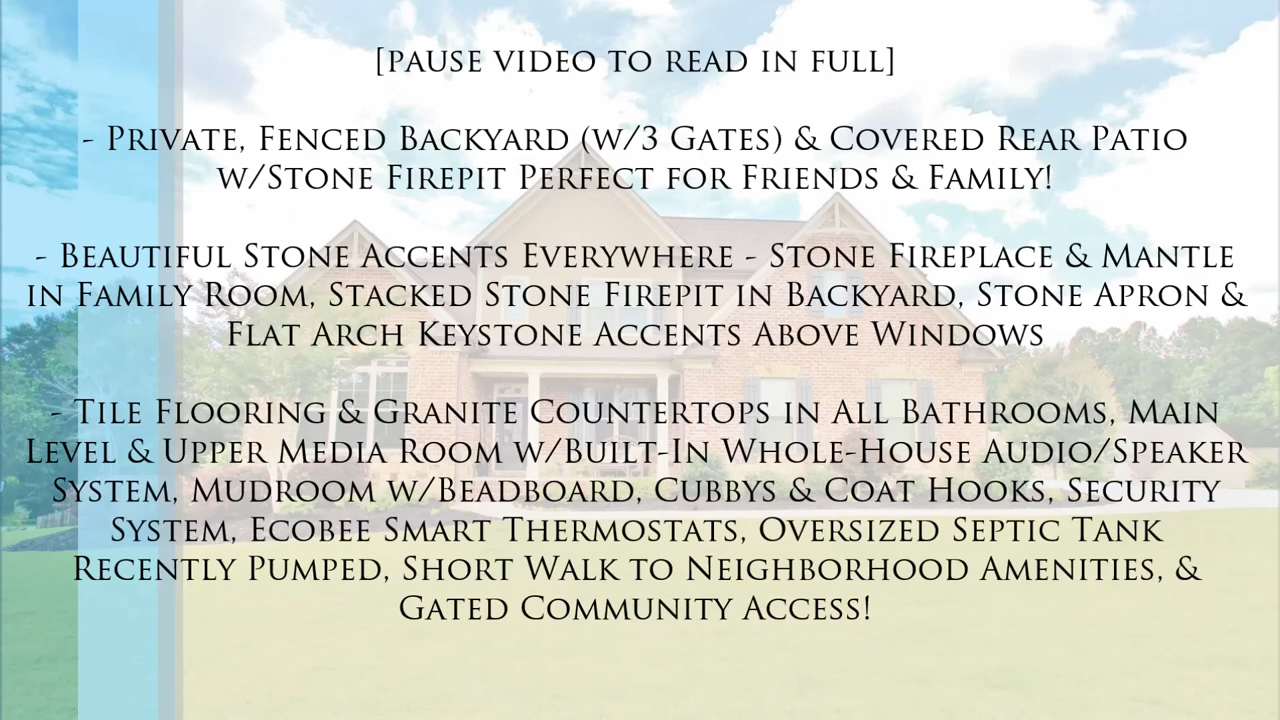 [PAUSE VIDEO TO READ IN FULL]
- PRIVATE, FENCED BACKYARD (W/3 GATES) & COVERED REAR PATIO
W/STONE FIREPIT PERFECT FOR FRIENDS & FAMILY!
- BEAUTIFUL STONE ACCENTS EVERYWHERE - STONE FIREPLACE & MANTLE
IN FAMILY ROOM, STACKED STONE FIREPIT IN BACKYARD, STONE APRON &
FLAT ARCH KEYSTONE ACCENTS ABOVE WINDOWS
- TILE FLOORING & GRANITE COUNTERTOPS IN ALL BATHROOMS, MAIN
LEVEL & UPPER MEDIA ROOM W/BUILT-IN WHOLE-HOUSE AUDIO/SPEAKER
SYSTEM, MUDROOM W/BEADBOARD, CUBBYS & COAT HOOKS, SECURITY
SYSTEM, ECOBEE SMART THERMOSTATS, OVERSIZED SEPTIC TANK
RECENTLY PUMPED, SHORT WALK TO NEIGHBORHOOD AMENITIES, &
GATED COMMUNITY ACCESS!